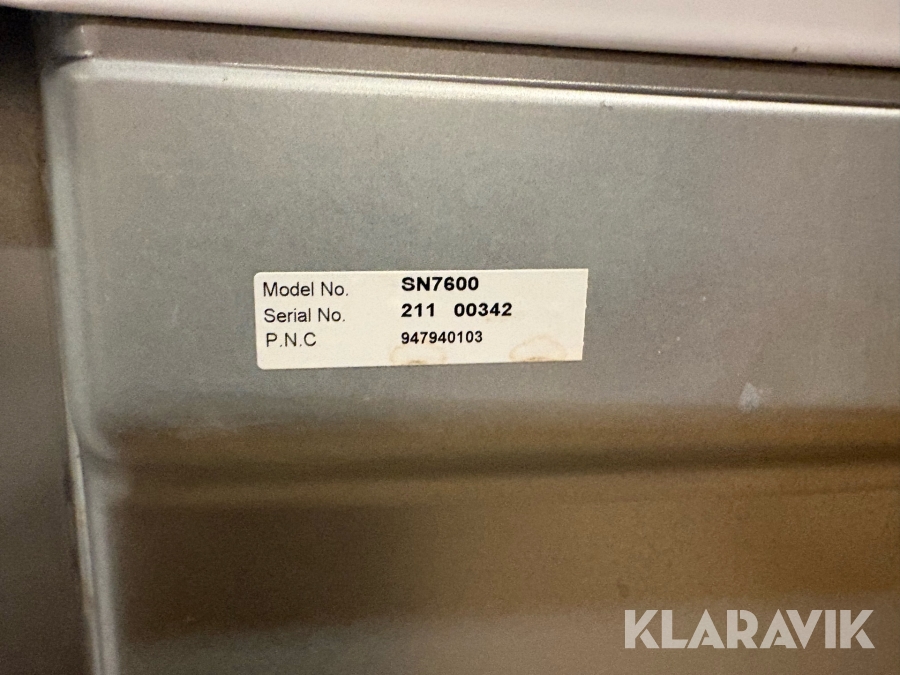 Model No. SN7600
Serial No. 211 00342
P.N.C 947940103
KLARAVIK